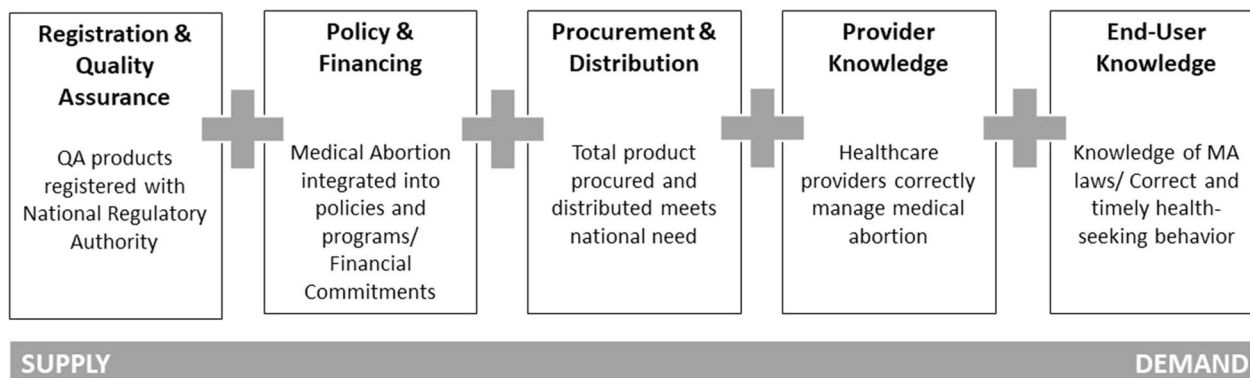 Registration &
Quality
Assurance
QA products
registered with
National Regulatory
Authority
Policy &
Financing
Medical Abortion
integrated into
policies and
programs/
Financial
Commitments
Procurement &
Distribution
Total product
procured and
distributed meets
national need
Provider
Knowledge
Healthcare
providers correctly
manage medical
abortion
End-User
Knowledge
Knowledge of MA
laws/ Correct and
timely health-
seeking behavior
SUPPLY
DEMAND